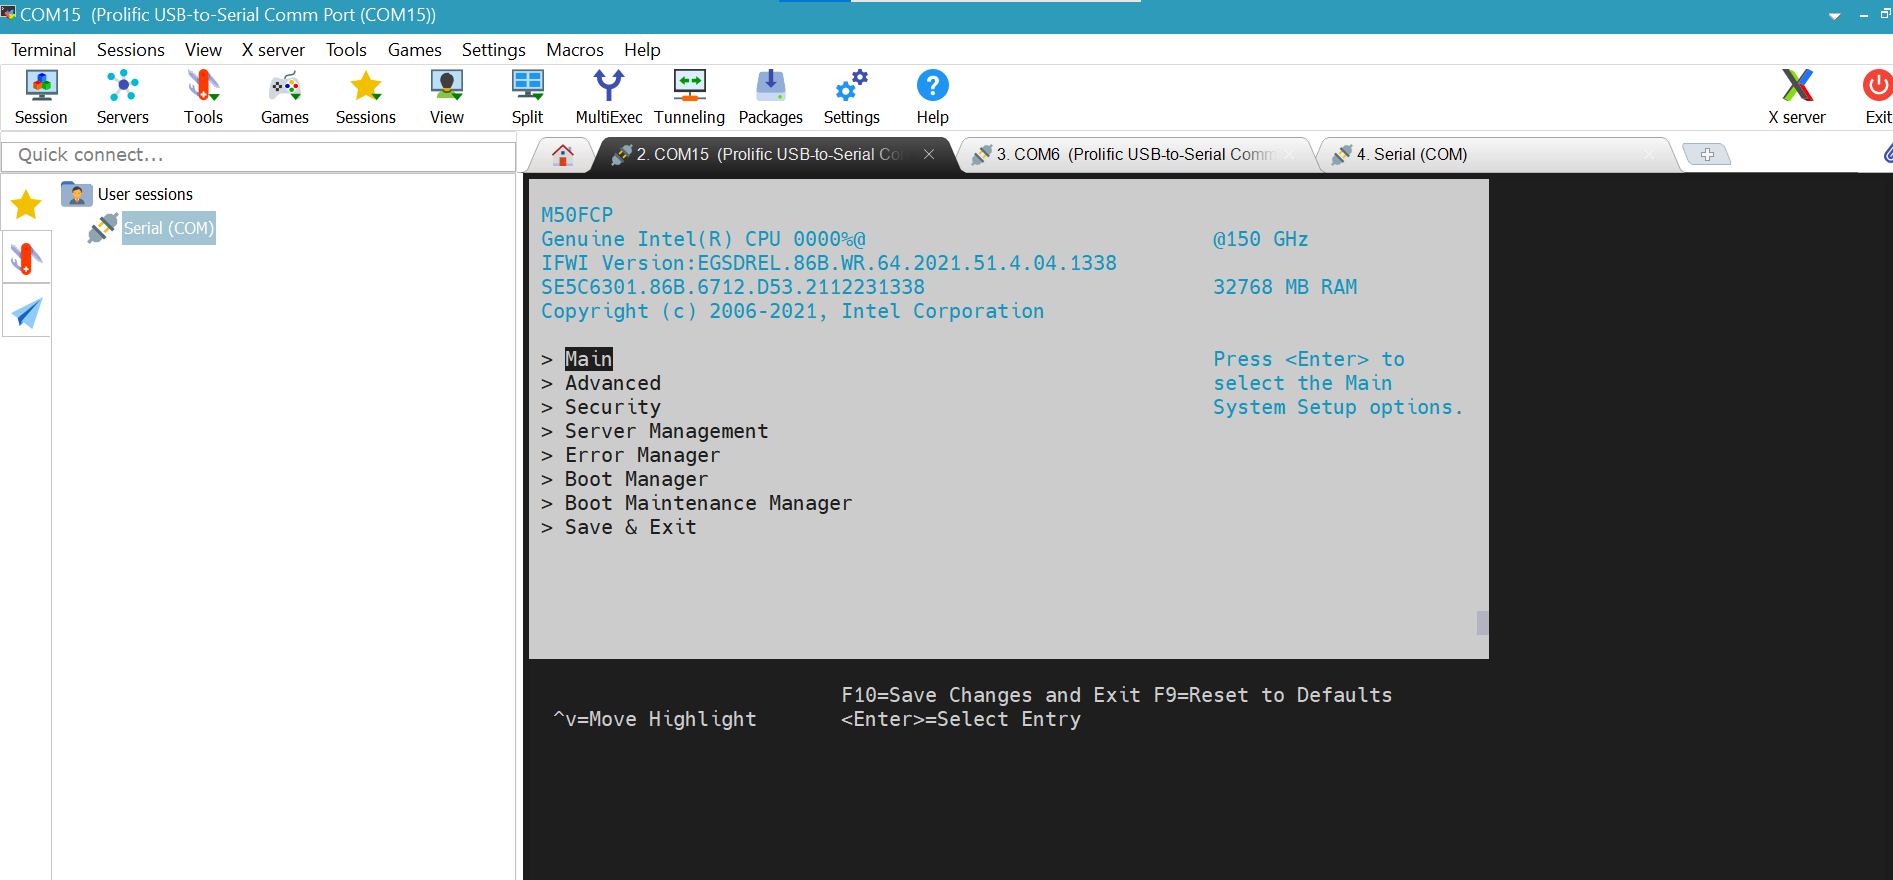 COM15  (Prolific USB-to-Serial Comm Port (COM15))
Terminal Sessions View X server Tools Games Settings Macros Help
Session Servers Tools Games Sessions View Split MultiExec Tunneling Packages Settings Help X server Exit
Quick connect...
2. COM15  (Prolific USB-to-Serial Co
3. COM6  (Prolific USB-to-Serial Comm
4. Serial (COM)
User sessions
Serial (COM)
M50FCP
Genuine Intel(R) CPU 0000%@ @150 GHz
IFWI Version:EGSDREL.86B.WR.64.2021.51.4.04.1338
SE5C6301.86B.6712.D53.2112231338 32768 MB RAM
Copyright (c) 2006-2021, Intel Corporation
> Main Press <Enter> to
> Advanced select the Main
> Security System Setup options.
> Server Management
> Error Manager
> Boot Manager
> Boot Maintenance Manager
> Save & Exit
F10=Save Changes and Exit F9=Reset to Defaults
^v=Move Highlight <Enter>=Select Entry